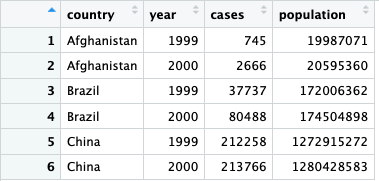 country year cases population
1 Afghanistan 1999 745 19987071
2 Afghanistan 2000 2666 20595360
3 Brazil 1999 37737 172006362
4 Brazil 2000 80488 174504898
5 China 1999 212258 1272915272
6 China 2000 213766 1280428583